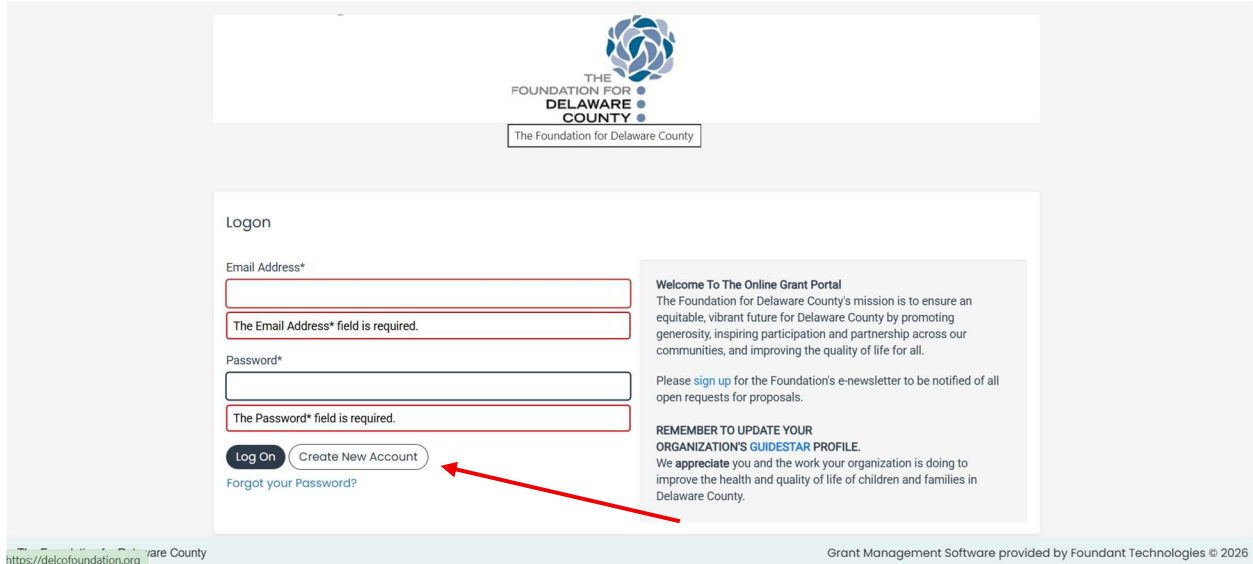 THE
FOUNDATION FOR
DELAWARE
COUNTY
The Foundation for Delaware County
Logon
Email Address*
The Email Address* field is required.
Password*
The Password* field is required.
Log On
Create New Account
Forgot your Password?
Welcome To The Online Grant Portal
The Foundation for Delaware County's mission is to ensure an
equitable, vibrant future for Delaware County by promoting
generosity, inspiring participation and partnership across our
communities, and improving the quality of life for all.
Please sign up for the Foundation's e-newsletter to be notified of all
open requests for proposals.
REMEMBER TO UPDATE YOUR
ORGANIZATION'S GUIDESTAR PROFILE.
We appreciate you and the work your organization is doing to
improve the health and quality of life of children and families in
Delaware County.
County
https://delcofoundation.org
Grant Management Software provided by Foundant Technologies © 2026